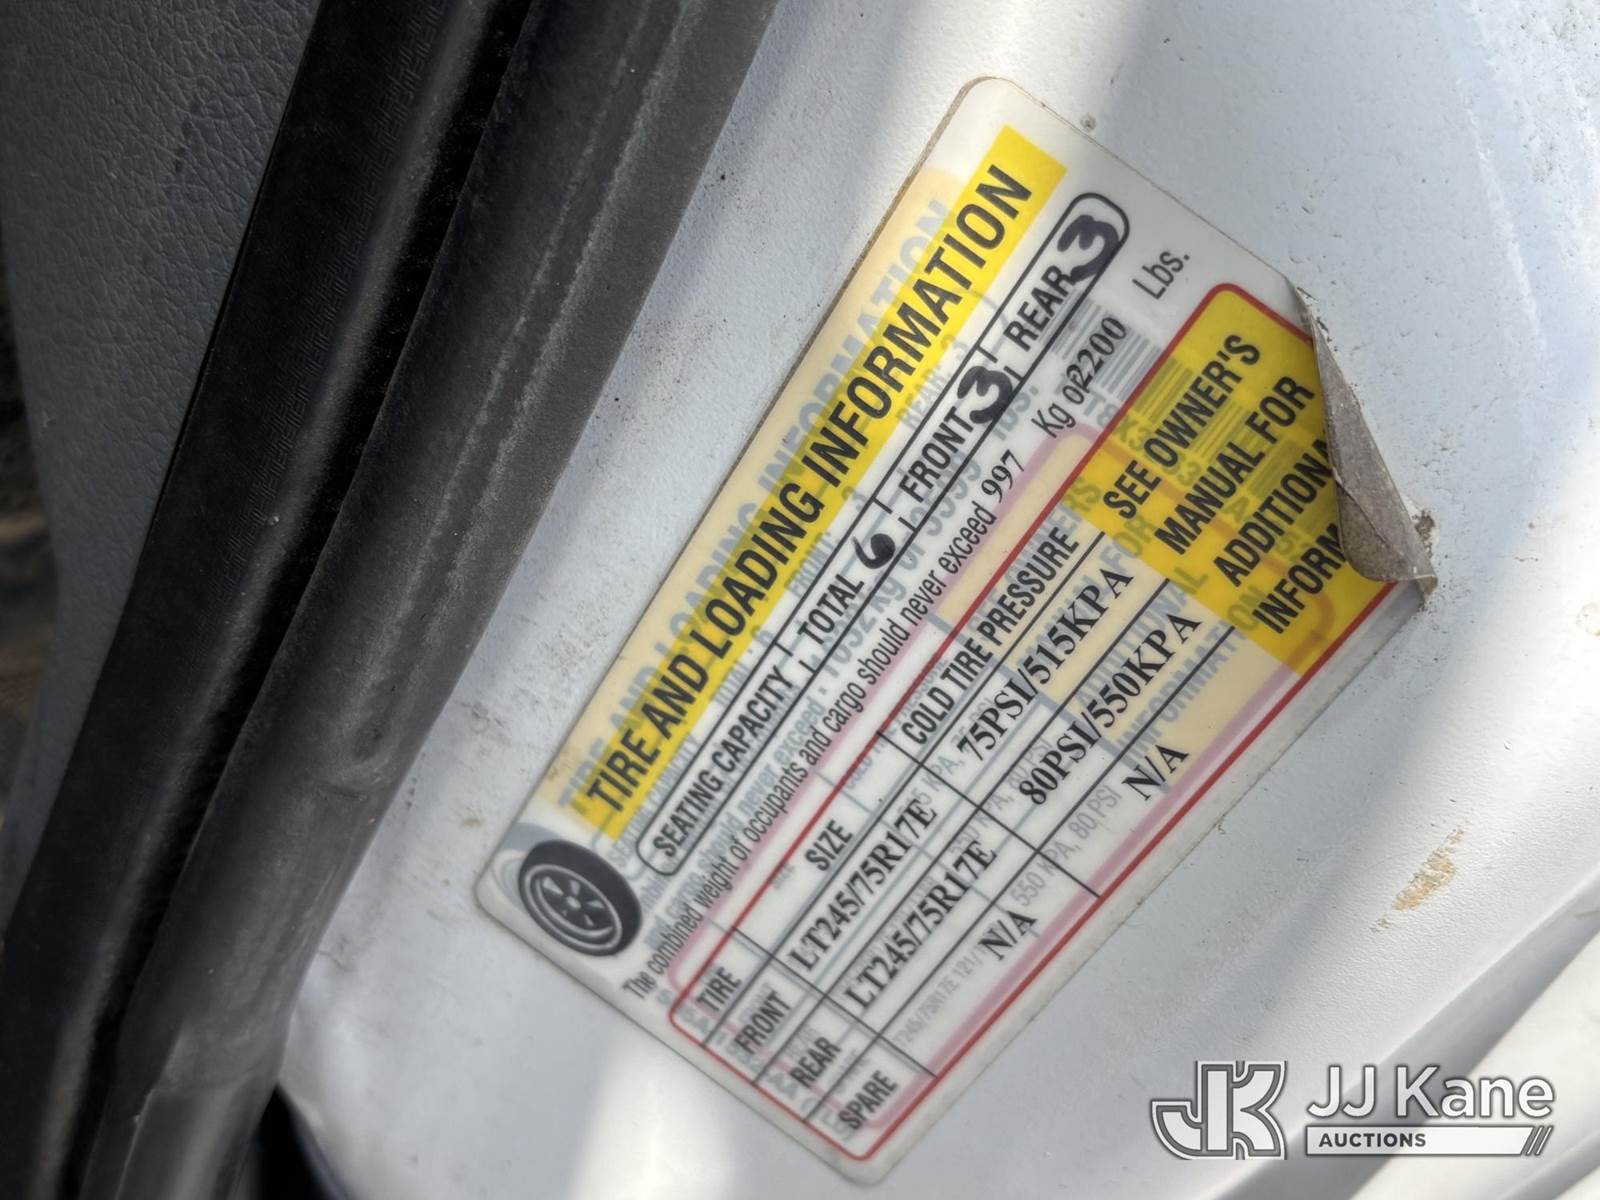 TIRE AND LOADING INFORMATION
SEATING CAPACITY TOTAL 6 FRONT 3 REAR 3
The combined weight of occupants and cargo should never exceed 997 Kg or 2200 Lbs.
TIRE SIZE COLD TIRE PRESSURE
FRONT LT245/75R17E 75PSI/515KPA
REAR LT245/75R17E 80PSI/550KPA
SPARE N/A N/A
SEE OWNER'S
MANUAL FOR
ADDITIONA
INFORM
JJ Kane
AUCTIONS